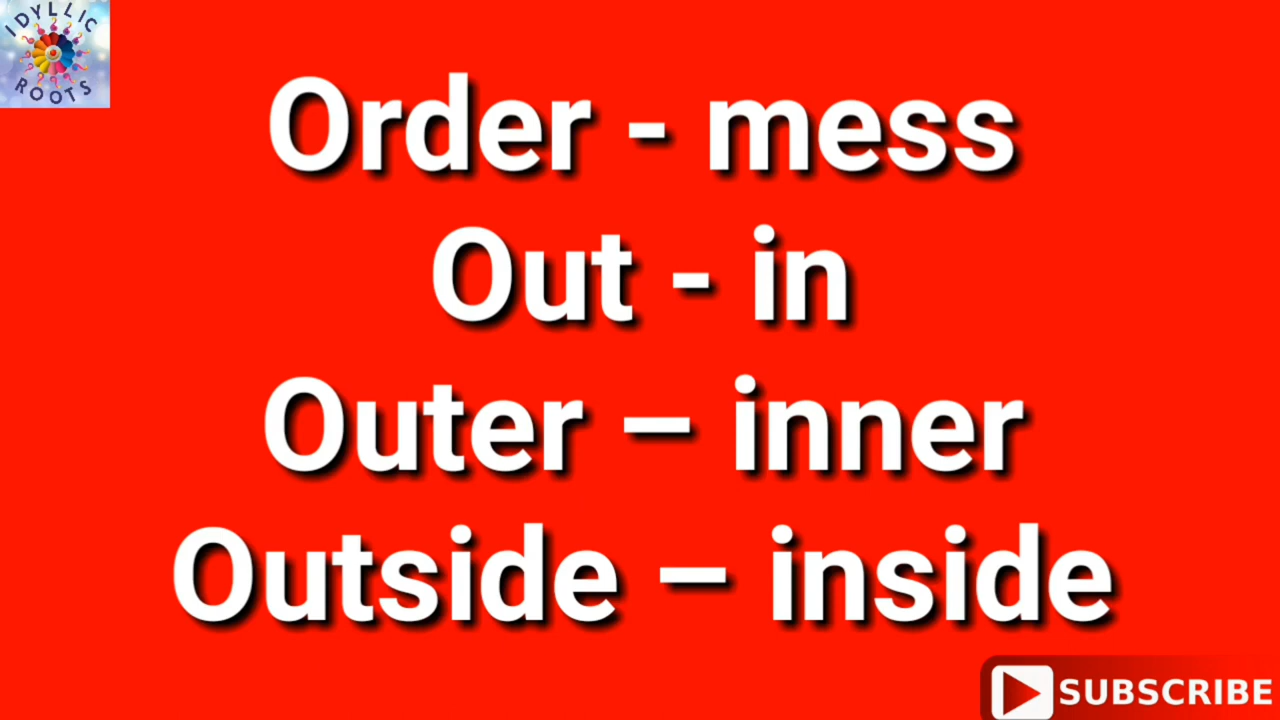 IDYLLIC
ROOTS
Order - mess
Out - in
Outer – inner
Outside – inside
SUBSCRIBE